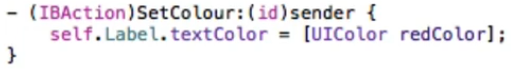 - (IBAction)SetColour:(id)sender {
    self.Label.textColor = [UIColor redColor];
}